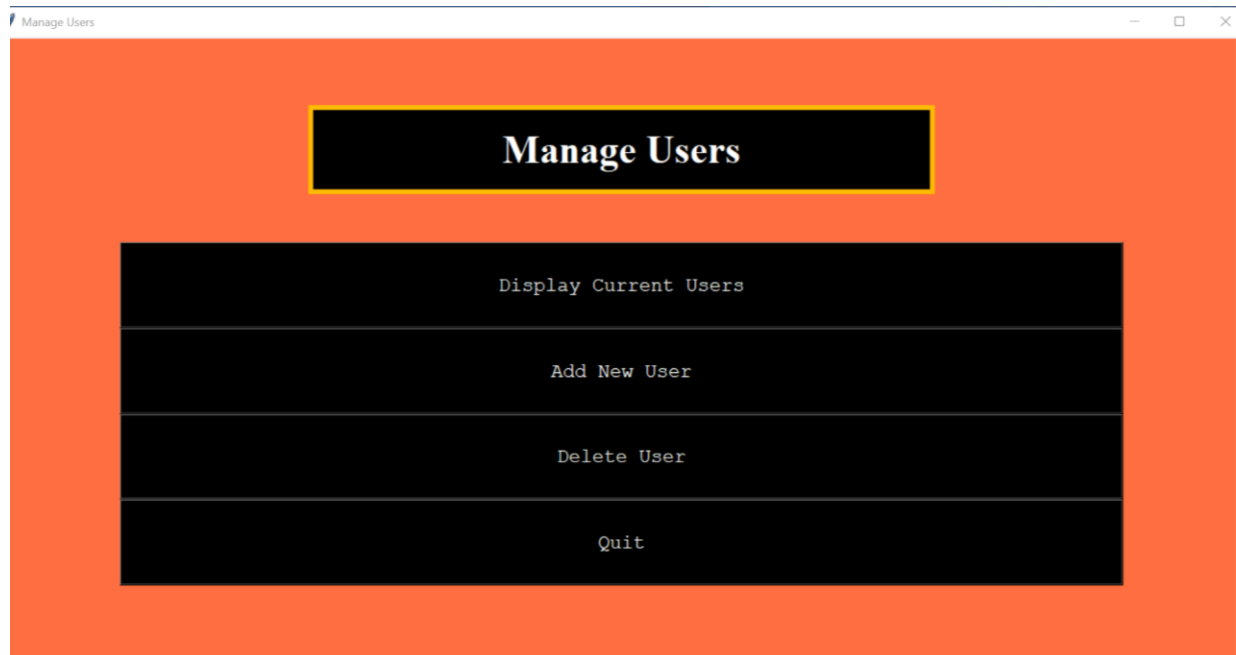 Manage Users
Manage Users
Display Current Users
Add New User
Delete User
Quit